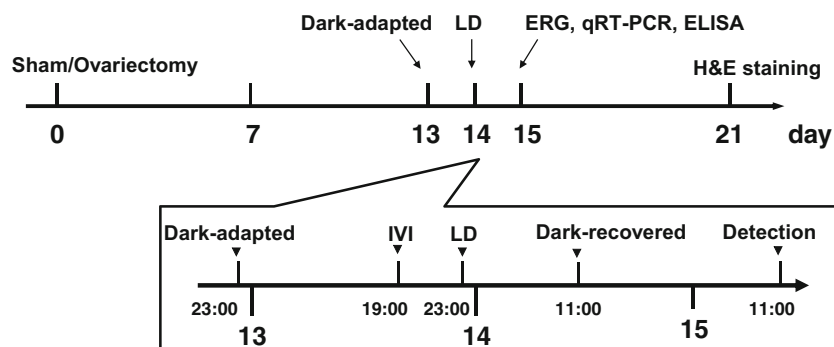 Dark-adapted LD ERG, qRT-PCR, ELISA
Sham/Ovariectomy H&E staining
0 7 13 14 15 21 day
Dark-adapted IVI LD Dark-recovered Detection
23:00 19:00 23:00 11:00 11:00
13 14 15